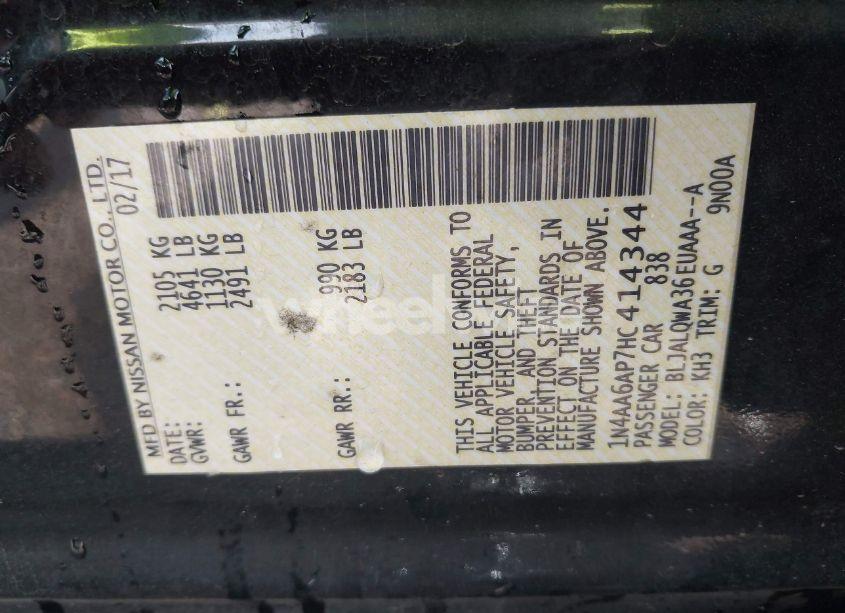 MFD BY NISSAN MOTOR CO., LTD.
DATE: 02/17
GVWR: 2105 KG
4641 LB
GAWR FR.: 1130 KG
2491 LB
GAWR RR.: 990 KG
2183 LB
THIS VEHICLE CONFORMS TO
ALL APPLICABLE FEDERAL
MOTOR VEHICLE SAFETY,
BUMPER, AND THEFT
PREVENTION STANDARDS IN
EFFECT ON THE DATE OF
MANUFACTURE SHOWN ABOVE.
1N4AA6AP7HC414344
PASSENGER CAR 838
MODEL: BLJALQWA36EUAAA--A
COLOR: KH3 TRIM: G 9N00A